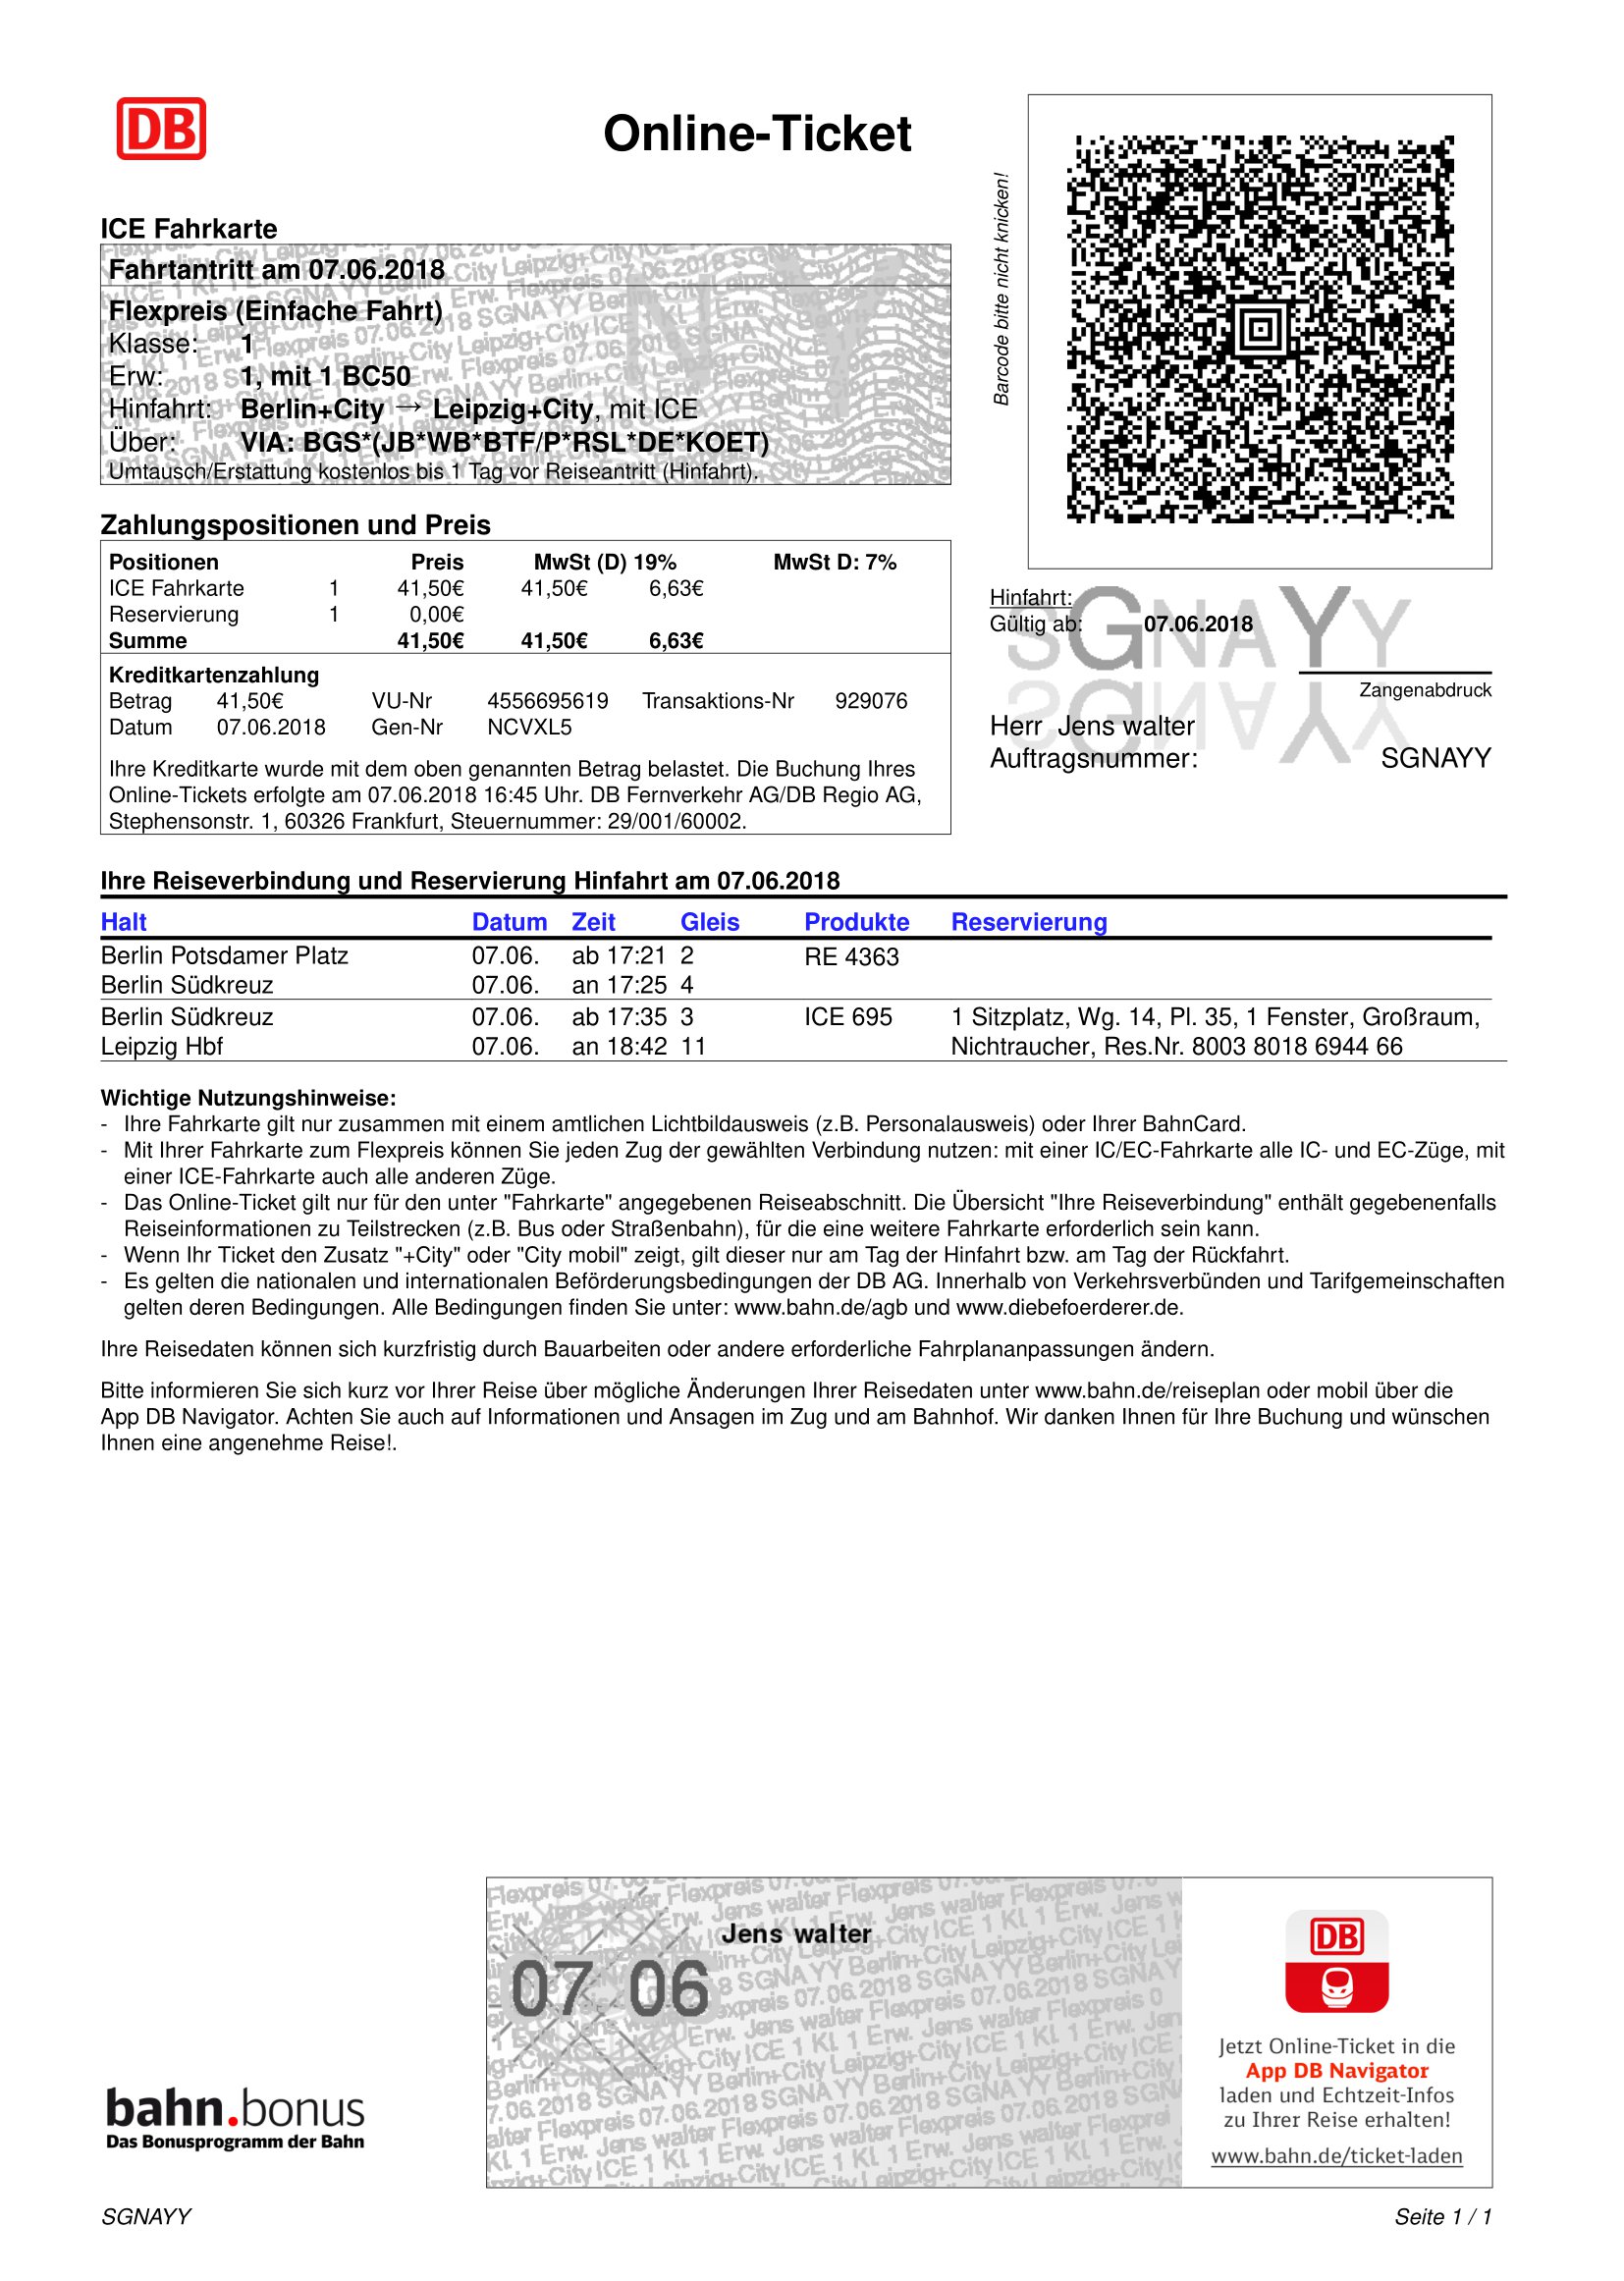 DB
Online-Ticket
Barcode bitte nicht knicken!
ICE Fahrkarte
Fahrtantritt am 07.06.2018
Flexpreis (Einfache Fahrt)
Klasse: 1
Erw: 1, mit 1 BC50
Hinfahrt: Berlin+City → Leipzig+City, mit ICE
Über: VIA: BGS*(JB*WB*BTF/P*RSL*DE*KOET)
Umtausch/Erstattung kostenlos bis 1 Tag vor Reiseantritt (Hinfahrt).
Zahlungspositionen und Preis
Positionen Preis MwSt (D) 19% MwSt D: 7%
ICE Fahrkarte 1 41,50€ 41,50€ 6,63€
Reservierung 1 0,00€
Summe 41,50€ 41,50€ 6,63€
Kreditkartenzahlung
Betrag 41,50€ VU-Nr 4556695619 Transaktions-Nr 929076
Datum 07.06.2018 Gen-Nr NCVXL5
Ihre Kreditkarte wurde mit dem oben genannten Betrag belastet. Die Buchung Ihres
Online-Tickets erfolgte am 07.06.2018 16:45 Uhr. DB Fernverkehr AG/DB Regio AG,
Stephensonstr. 1, 60326 Frankfurt, Steuernummer: 29/001/60002.
Hinfahrt:
Gültig ab: 07.06.2018
SGNAYY
Zangenabdruck
Herr Jens walter
Auftragsnummer: SGNAYY
Ihre Reiseverbindung und Reservierung Hinfahrt am 07.06.2018
Halt Datum Zeit Gleis Produkte Reservierung
Berlin Potsdamer Platz 07.06. ab 17:21 2 RE 4363
Berlin Südkreuz 07.06. an 17:25 4
Berlin Südkreuz 07.06. ab 17:35 3 ICE 695 1 Sitzplatz, Wg. 14, Pl. 35, 1 Fenster, Großraum,
Leipzig Hbf 07.06. an 18:42 11 Nichtraucher, Res.Nr. 8003 8018 6944 66
Wichtige Nutzungshinweise:
- Ihre Fahrkarte gilt nur zusammen mit einem amtlichen Lichtbildausweis (z.B. Personalausweis) oder Ihrer BahnCard.
- Mit Ihrer Fahrkarte zum Flexpreis können Sie jeden Zug der gewählten Verbindung nutzen: mit einer IC/EC-Fahrkarte alle IC- und EC-Züge, mit
einer ICE-Fahrkarte auch alle anderen Züge.
- Das Online-Ticket gilt nur für den unter "Fahrkarte" angegebenen Reiseabschnitt. Die Übersicht "Ihre Reiseverbindung" enthält gegebenenfalls
Reiseinformationen zu Teilstrecken (z.B. Bus oder Straßenbahn), für die eine weitere Fahrkarte erforderlich sein kann.
- Wenn Ihr Ticket den Zusatz "+City" oder "City mobil" zeigt, gilt dieser nur am Tag der Hinfahrt bzw. am Tag der Rückfahrt.
- Es gelten die nationalen und internationalen Beförderungsbedingungen der DB AG. Innerhalb von Verkehrsverbünden und Tarifgemeinschaften
gelten deren Bedingungen. Alle Bedingungen finden Sie unter: www.bahn.de/agb und www.diebefoerderer.de.
Ihre Reisedaten können sich kurzfristig durch Bauarbeiten oder andere erforderliche Fahrplananpassungen ändern.
Bitte informieren Sie sich kurz vor Ihrer Reise über mögliche Änderungen Ihrer Reisedaten unter www.bahn.de/reiseplan oder mobil über die
App DB Navigator. Achten Sie auch auf Informationen und Ansagen im Zug und am Bahnhof. Wir danken Ihnen für Ihre Buchung und wünschen
Ihnen eine angenehme Reise!.
Jens walter
07 06
DB
Jetzt Online-Ticket in die
App DB Navigator
laden und Echtzeit-Infos
zu Ihrer Reise erhalten!
www.bahn.de/ticket-laden
bahn.bonus
Das Bonusprogramm der Bahn
SGNAYY
Seite 1 / 1